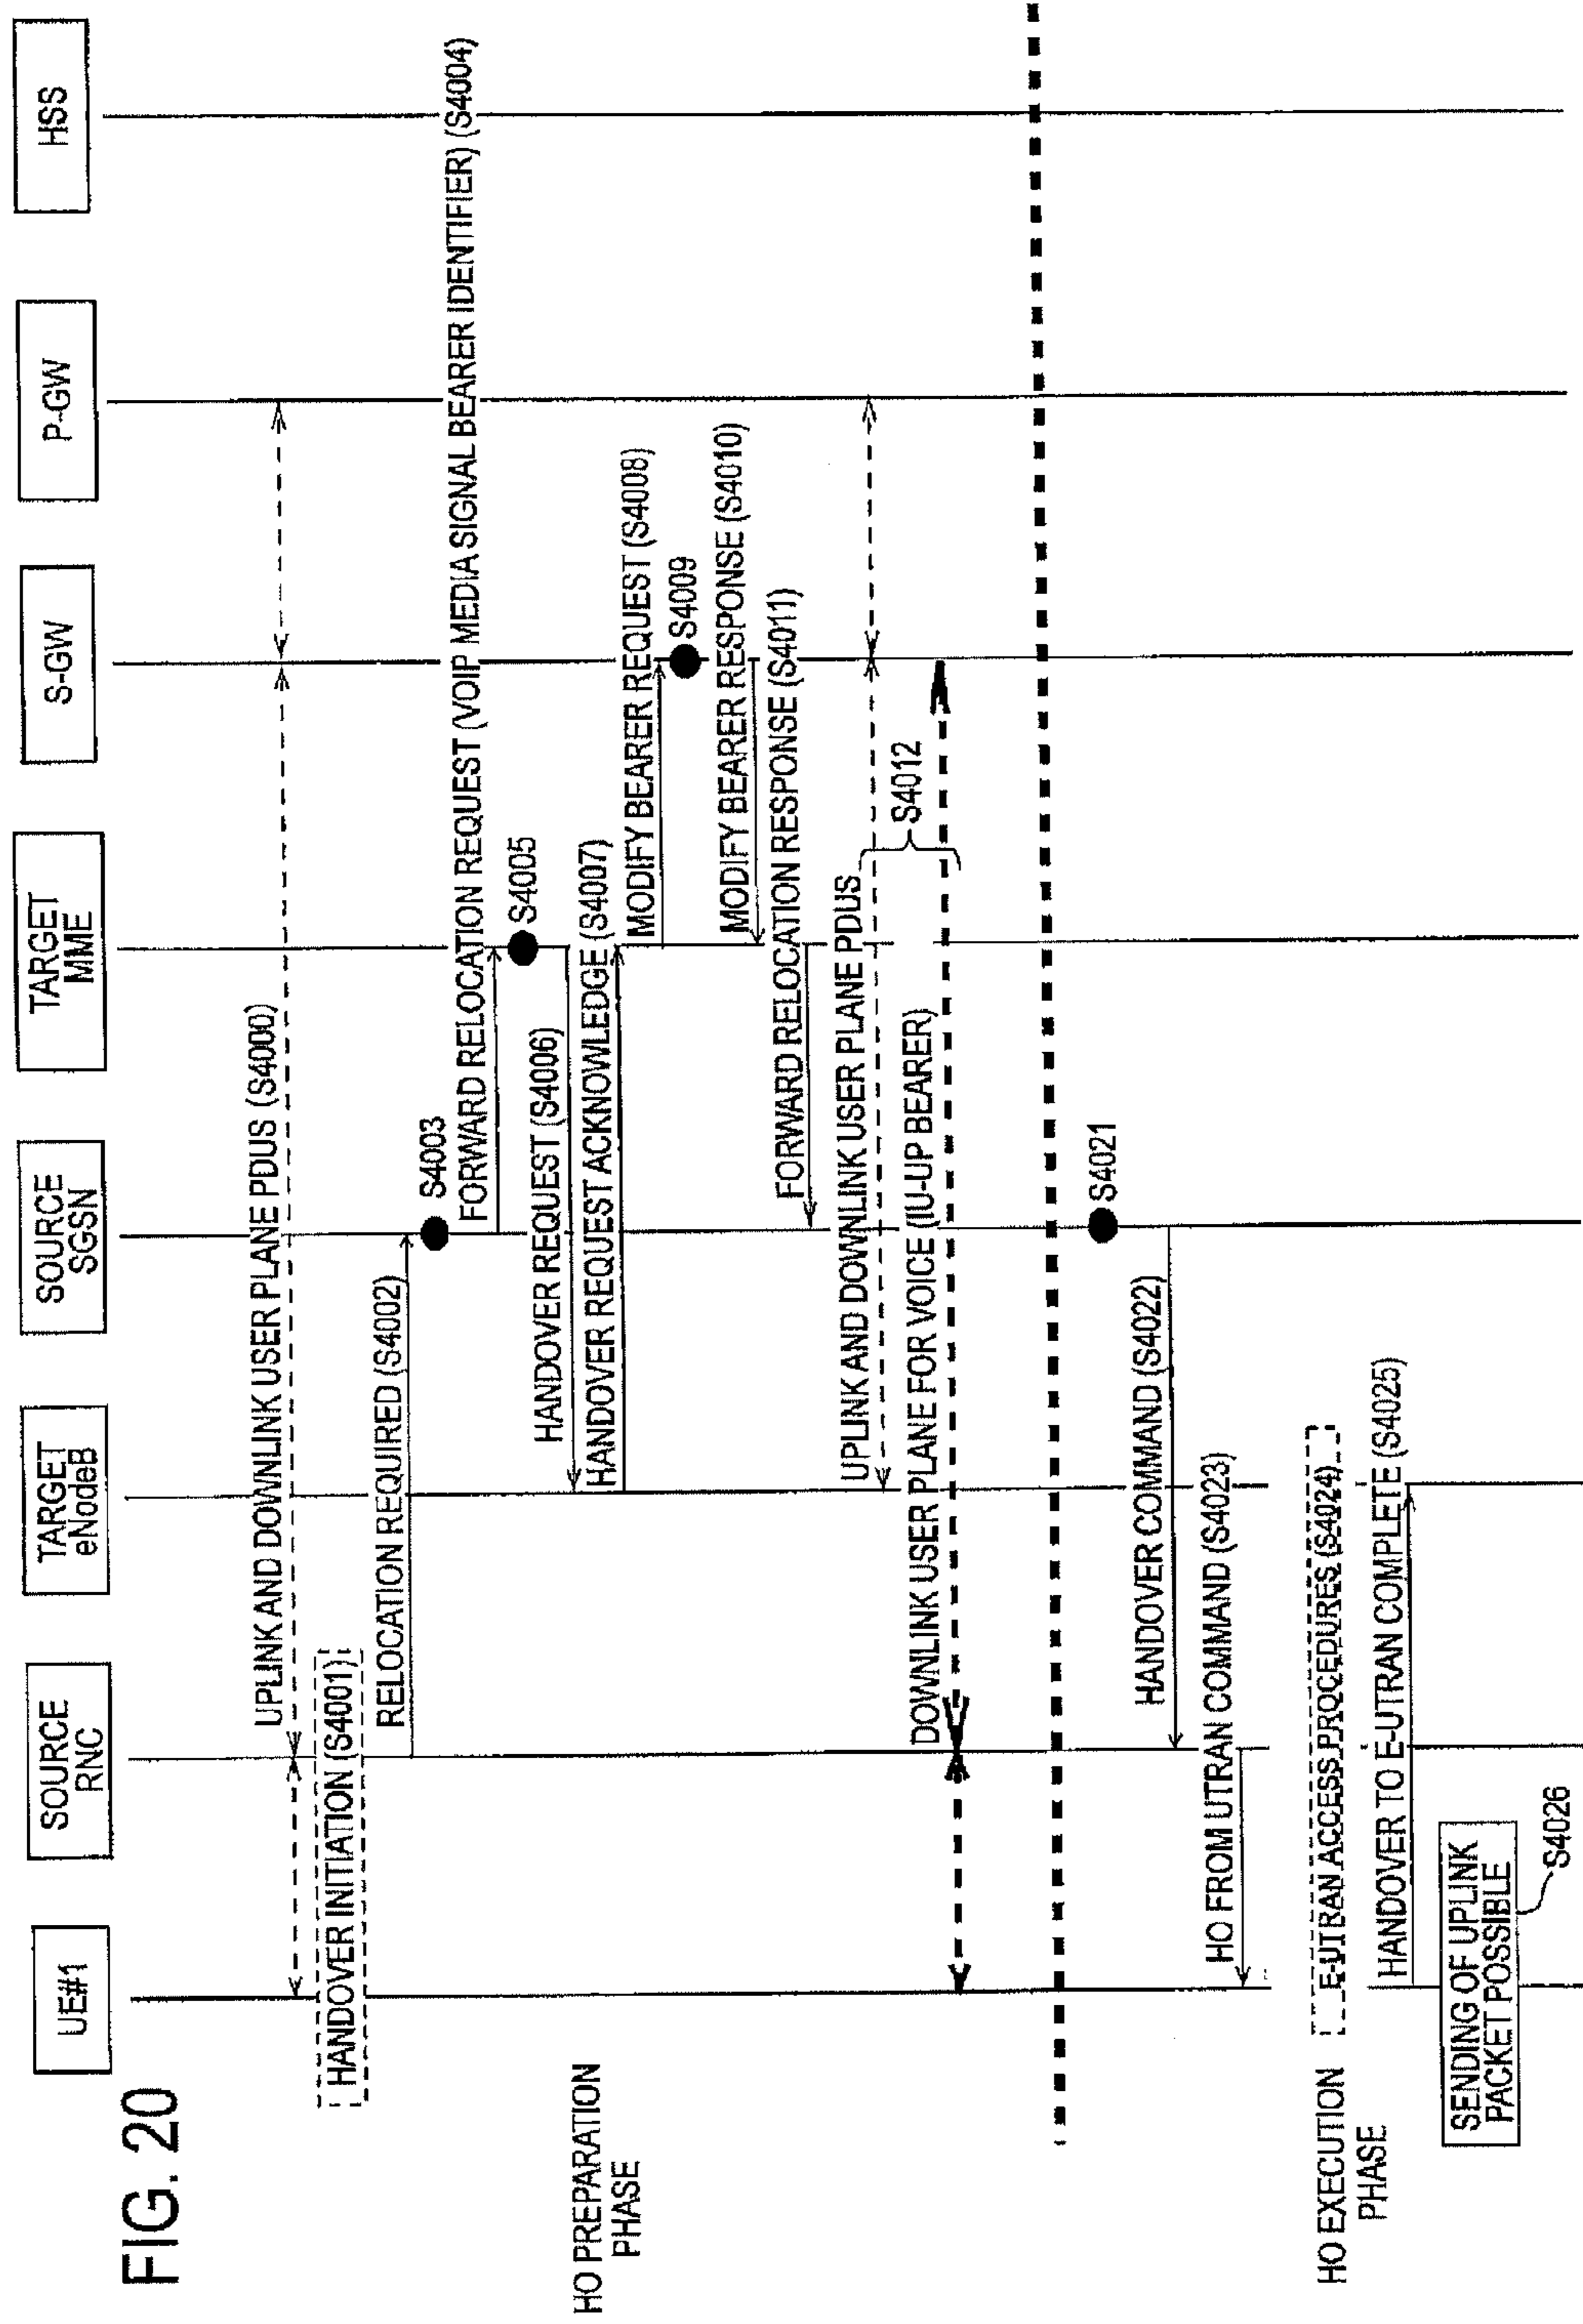 FIG. 20
UE#1
SOURCE
RNC
TARGET
eNodeB
SOURCE
SGSN
TARGET
MME
S-GW
P-GW
HSS
UPLINK AND DOWNLINK USER PLANE PDUS (S4000)
HANDOVER INITIATION (S4001)
RELOCATION REQUIRED (S4002)
S4003
FORWARD RELOCATION REQUEST (VOIP MEDIA SIGNAL BEARER IDENTIFIER) (S4004)
S4005
HANDOVER REQUEST (S4006)
HANDOVER REQUEST ACKNOWLEDGE (S4007)
HO PREPARATION
PHASE
MODIFY BEARER REQUEST (S4008)
S4009
MODIFY BEARER RESPONSE (S4010)
FORWARD RELOCATION RESPONSE (S4011)
UPLINK AND DOWNLINK USER PLANE PDUS
S4012
DOWNLINK USER PLANE FOR VOICE (IU-UP BEARER)
S4021
HANDOVER COMMAND (S4022)
HO FROM UTRAN COMMAND (S4023)
HO EXECUTION
PHASE
E-UTRAN ACCESS PROCEDURES (S4024)
HANDOVER TO E-UTRAN COMPLETE (S4025)
SENDING OF UPLINK
PACKET POSSIBLE
S4026